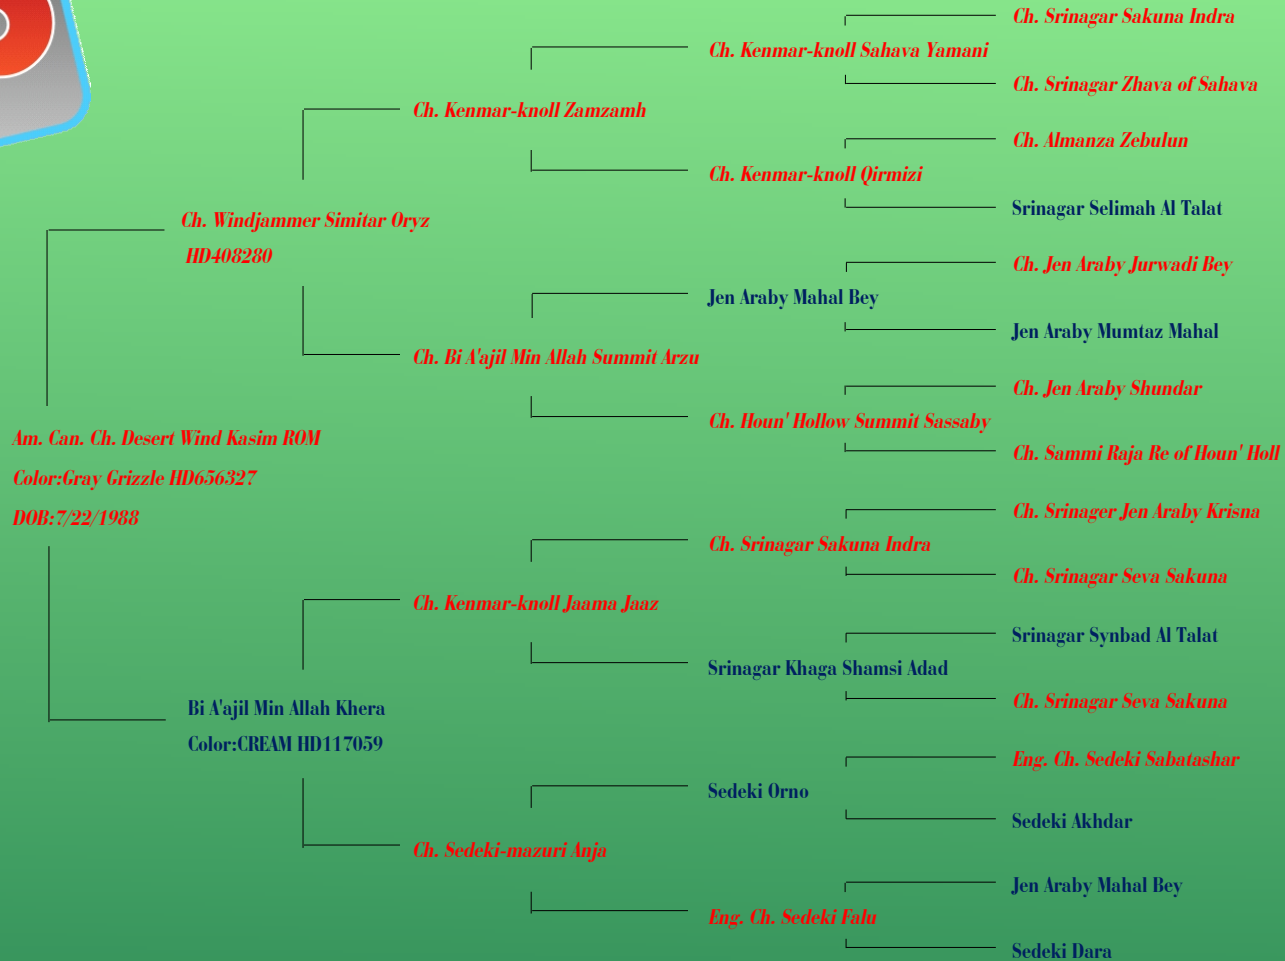 Ch. Srinagar Sakuna Indra
Ch. Kenmar-knoll Sahava Yamani
Ch. Srinagar Zhava of Sahava
Ch. Kenmar-knoll Zamzamh
Ch. Almanza Zebulun
Ch. Kenmar-knoll Qirmizi
Srinagar Selimah Al Talat
Ch. Windjammer Simitar Oryz
HD408280
Ch. Jen Araby Jurwadi Bey
Jen Araby Mahal Bey
Jen Araby Mumtaz Mahal
Ch. Bi A'ajil Min Allah Summit Arzu
Ch. Jen Araby Shundar
Ch. Houn' Hollow Summit Sassaby
Ch. Sammi Raja Re of Houn' Holl
Am. Can. Ch. Desert Wind Kasim ROM
Color:Gray Grizzle HD656327
DOB:7/22/1988
Ch. Srinager Jen Araby Krisna
Ch. Srinagar Sakuna Indra
Ch. Srinagar Seva Sakuna
Ch. Kenmar-knoll Jaama Jaaz
Srinagar Synbad Al Talat
Srinagar Khaga Shamsi Adad
Ch. Srinagar Seva Sakuna
Bi A'ajil Min Allah Khera
Color:CREAM HD117059
Eng. Ch. Sedeki Sabatashar
Sedeki Orno
Sedeki Akhdar
Ch. Sedeki-mazuri Anja
Jen Araby Mahal Bey
Eng. Ch. Sedeki Falu
Sedeki Dara